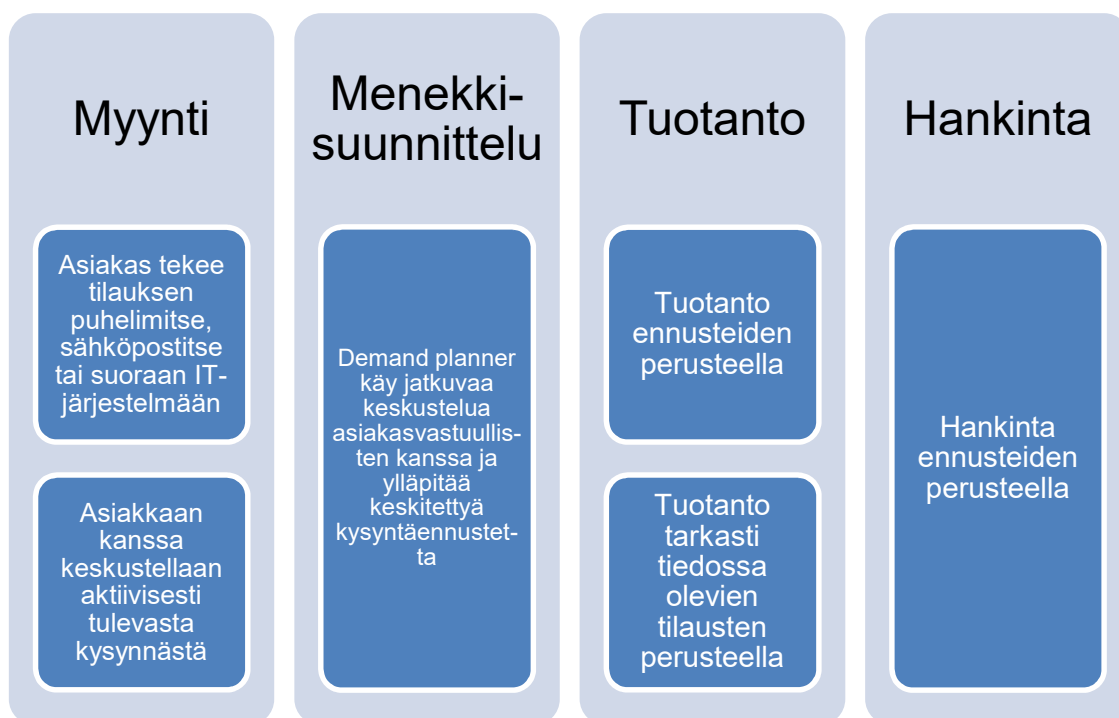 Myynti
Asiakas tekee
tilauksen
puhelimitse,
sähköpostitse
tai suoraan IT-
järjestelmään
Asiakkaan
kanssa
keskustellaan
aktiivisesti
tulevasta
kysynnästä
Menekki-
suunnittelu
Demand planner
käy jatkuvaa
keskustelua
asiakasvastuullis-
ten kanssa ja
ylläpitää
keskitettyä
kysyntäennustet-
ta
Tuotanto
Tuotanto
ennusteiden
perusteella
Tuotanto
tarkasti
tiedossa
olevien
tilausten
perusteella
Hankinta
Hankinta
ennusteiden
perusteella